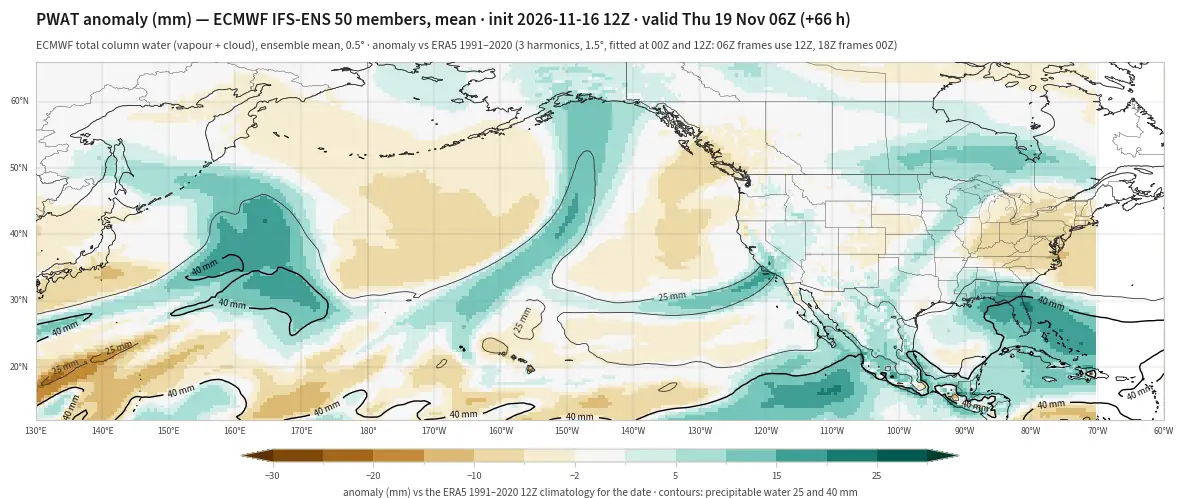 PWAT anomaly (mm) — ECMWF IFS-ENS 50 members, mean · init 2026-11-16 12Z · valid Thu 19 Nov 06Z (+66 h)
ECMWF total column water (vapour + cloud), ensemble mean, 0.5° · anomaly vs ERA5 1991–2020 (3 harmonics, 1.5°, fitted at 00Z and 12Z: 06Z frames use 12Z, 18Z frames 00Z)
60°N
50°N
40°N
30°N
20°N
40 mm
40 mm
25 mm
40 mm
40 mm
25 mm
25 mm
25 mm
40 mm
40 mm
40 mm
40 mm
40 mm
40 mm
40 mm
40 mm
130°E 140°E 150°E 160°E 170°E 180° 170°W 160°W 150°W 140°W 130°W 120°W 110°W 100°W 90°W 80°W 70°W 60°W
−30 −20 −10 −2 5 15 25
anomaly (mm) vs the ERA5 1991–2020 12Z climatology for the date · contours: precipitable water 25 and 40 mm